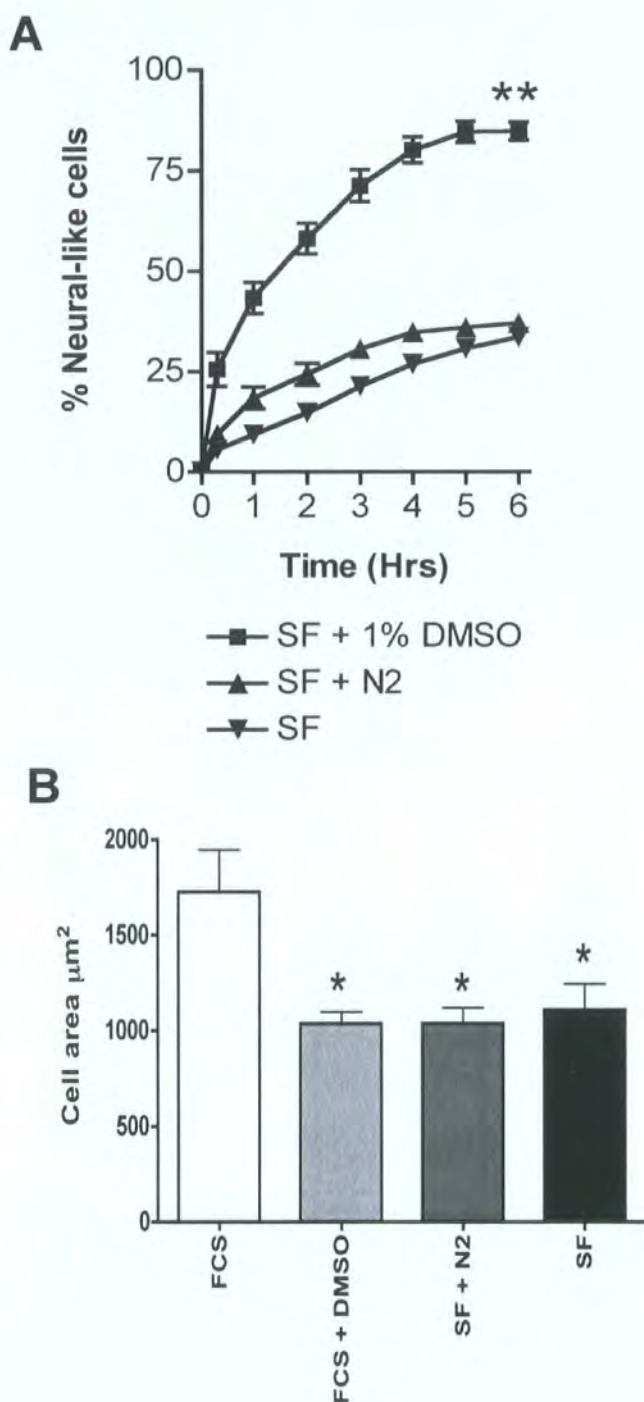 A
100
75
50
25
0
% Neural-like cells
**
0 1 2 3 4 5 6
Time (Hrs)
SF + 1% DMSO
SF + N2
SF
B
2000
1500
1000
500
0
Cell area µm²
* * *
FCS
FCS + DMSO
SF + N2
SF